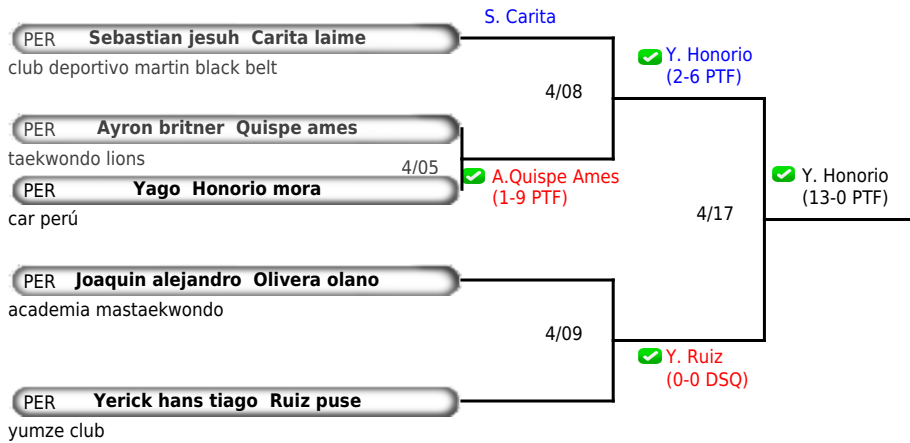 S. Carita
PER Sebastian jesuh Carita laime
club deportivo martin black belt
Y. Honorio
(2-6 PTF)
4/08
PER Ayron britner Quispe ames
taekwondo lions
4/05
A.Quispe Ames
(1-9 PTF)
PER Yago Honorio mora
car perú
Y. Honorio
(13-0 PTF)
4/17
PER Joaquin alejandro Olivera olano
academia mastaekwondo
4/09
Y. Ruiz
(0-0 DSQ)
PER Yerick hans tiago Ruiz puse
yumze club